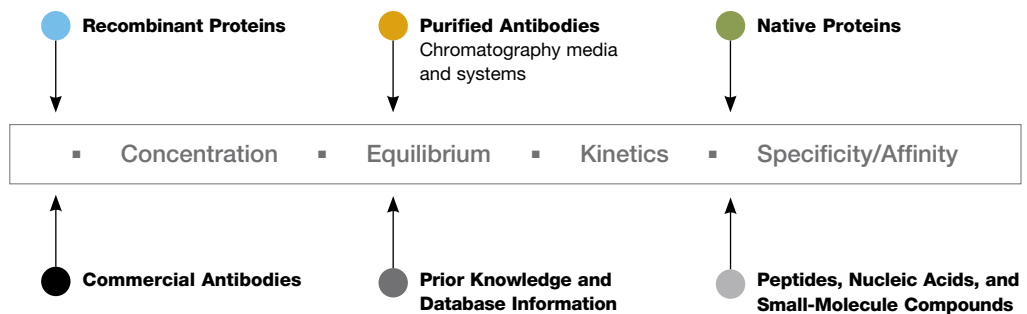 Recombinant Proteins
Purified Antibodies
Chromatography media
and systems
Native Proteins
▪ Concentration ▪ Equilibrium ▪ Kinetics ▪ Specificity/Affinity
Commercial Antibodies
Prior Knowledge and
Database Information
Peptides, Nucleic Acids, and
Small-Molecule Compounds